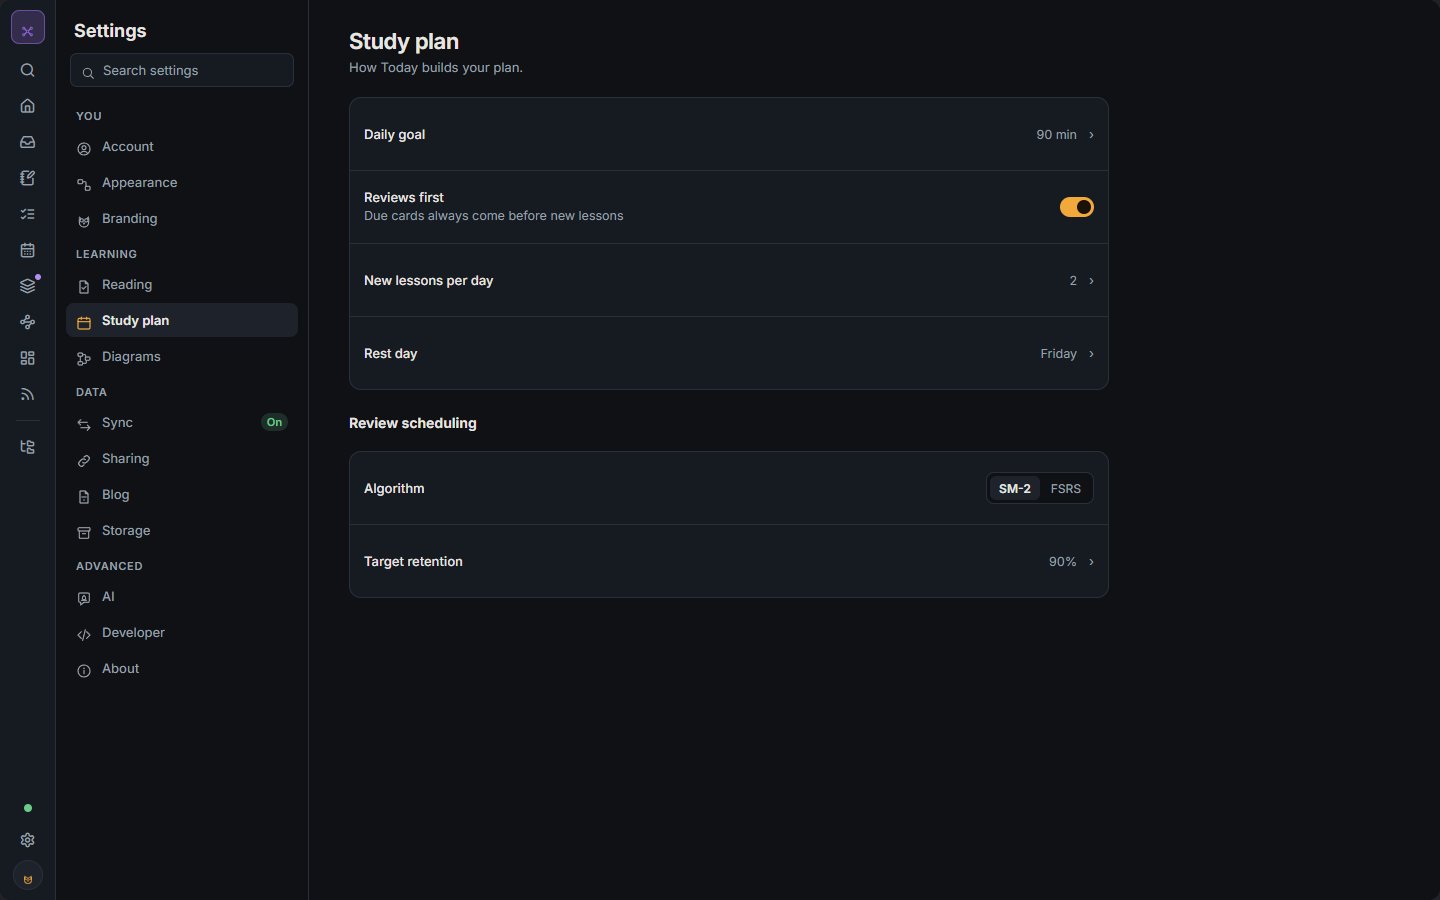 Settings
Search settings
YOU
Account
Appearance
Branding
LEARNING
Reading
Study plan
Diagrams
DATA
Sync
On
Sharing
Blog
Storage
ADVANCED
AI
Developer
About
Study plan
How Today builds your plan.
Daily goal
90 min
Reviews first
Due cards always come before new lessons
New lessons per day
2
Rest day
Friday
Review scheduling
Algorithm
SM-2 FSRS
Target retention
90%